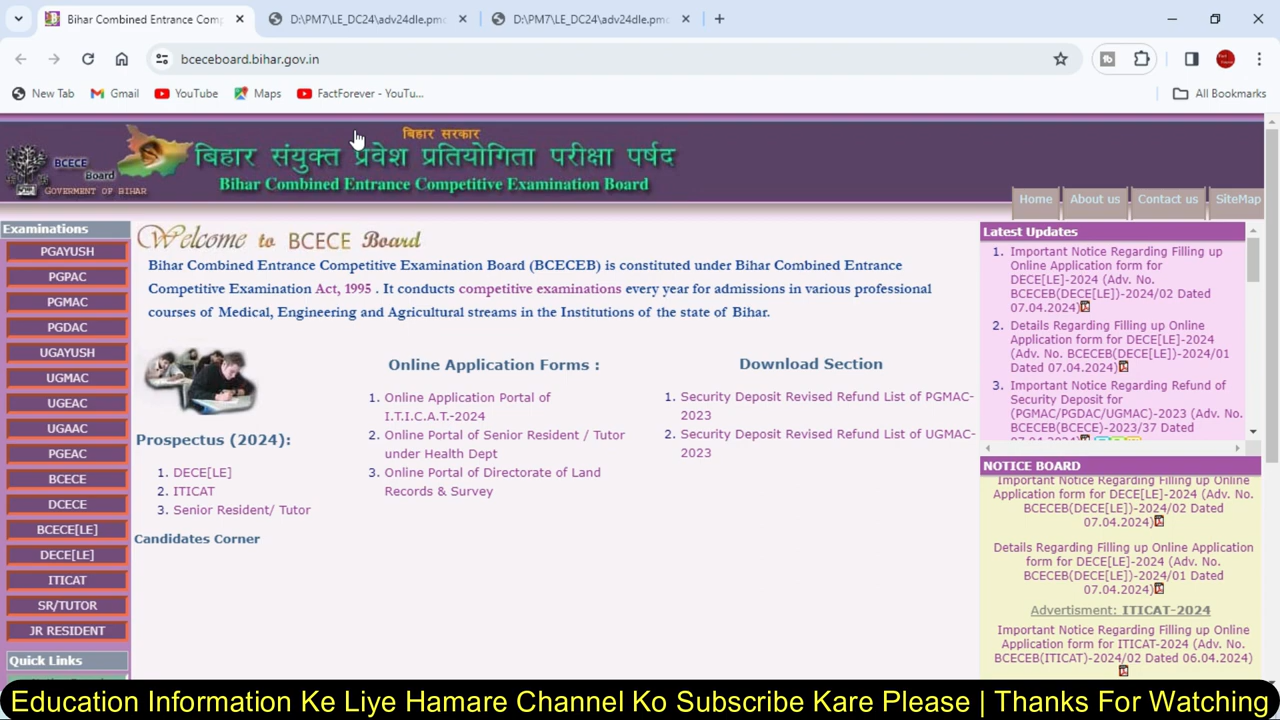 Bihar Combined Entrance Comp
D:\PM7\LE_DC24\adv24dle.pmd
D:\PM7\LE_DC24\adv24dle.pmd
bceceboard.bihar.gov.in
New Tab
Gmail
YouTube
Maps
FactForever - YouTu...
All Bookmarks
बिहार सरकार
बिहार संयुक्त प्रवेश प्रतियोगिता परीक्षा पर्षद
Bihar Combined Entrance Competitive Examination Board
BCECE
Board
GOVERMENT OF BIHAR
Home
About us
Contact us
SiteMap
Examinations
PGAYUSH
PGPAC
PGMAC
PGDAC
UGAYUSH
UGMAC
UGEAC
UGAAC
PGEAC
BCECE
DCECE
BCECE[LE]
DECE[LE]
ITICAT
SR/TUTOR
JR RESIDENT
Quick Links
Welcome to BCECE Board
Bihar Combined Entrance Competitive Examination Board (BCECEB) is constituted under Bihar Combined Entrance
Competitive Examination Act, 1995 . It conducts competitive examinations every year for admissions in various professional
courses of Medical, Engineering and Agricultural streams in the Institutions of the state of Bihar.
Prospectus (2024):
1. DECE[LE]
2. ITICAT
3. Senior Resident/ Tutor
Candidates Corner
Online Application Forms :
1. Online Application Portal of
I.T.I.C.A.T.-2024
2. Online Portal of Senior Resident / Tutor
under Health Dept
3. Online Portal of Directorate of Land
Records & Survey
Download Section
1. Security Deposit Revised Refund List of PGMAC-
2023
2. Security Deposit Revised Refund List of UGMAC-
2023
Latest Updates
1. Important Notice Regarding Filling up
Online Application form for
DECE[LE]-2024 (Adv. No.
BCECEB(DECE[LE])-2024/02 Dated
07.04.2024)
2. Details Regarding Filling up Online
Application form for DECE[LE]-2024
(Adv. No. BCECEB(DECE[LE])-2024/01
Dated 07.04.2024)
3. Important Notice Regarding Refund of
Security Deposit for
(PGMAC/PGDAC/UGMAC)-2023 (Adv. No.
BCECEB(BCECE)-2023/37 Dated
NOTICE BOARD
Important Notice Regarding Filling up Online
Application form for DECE[LE]-2024 (Adv. No.
BCECEB(DECE[LE])-2024/02 Dated
07.04.2024)
Details Regarding Filling up Online Application
form for DECE[LE]-2024 (Adv. No.
BCECEB(DECE[LE])-2024/01 Dated
07.04.2024)
Advertisment: ITICAT-2024
Important Notice Regarding Filling up Online
Application form for ITICAT-2024 (Adv. No.
BCECEB(ITICAT)-2024/02 Dated 06.04.2024)
Education Information Ke Liye Hamare Channel Ko Subscribe Kare Please | Thanks For Watching